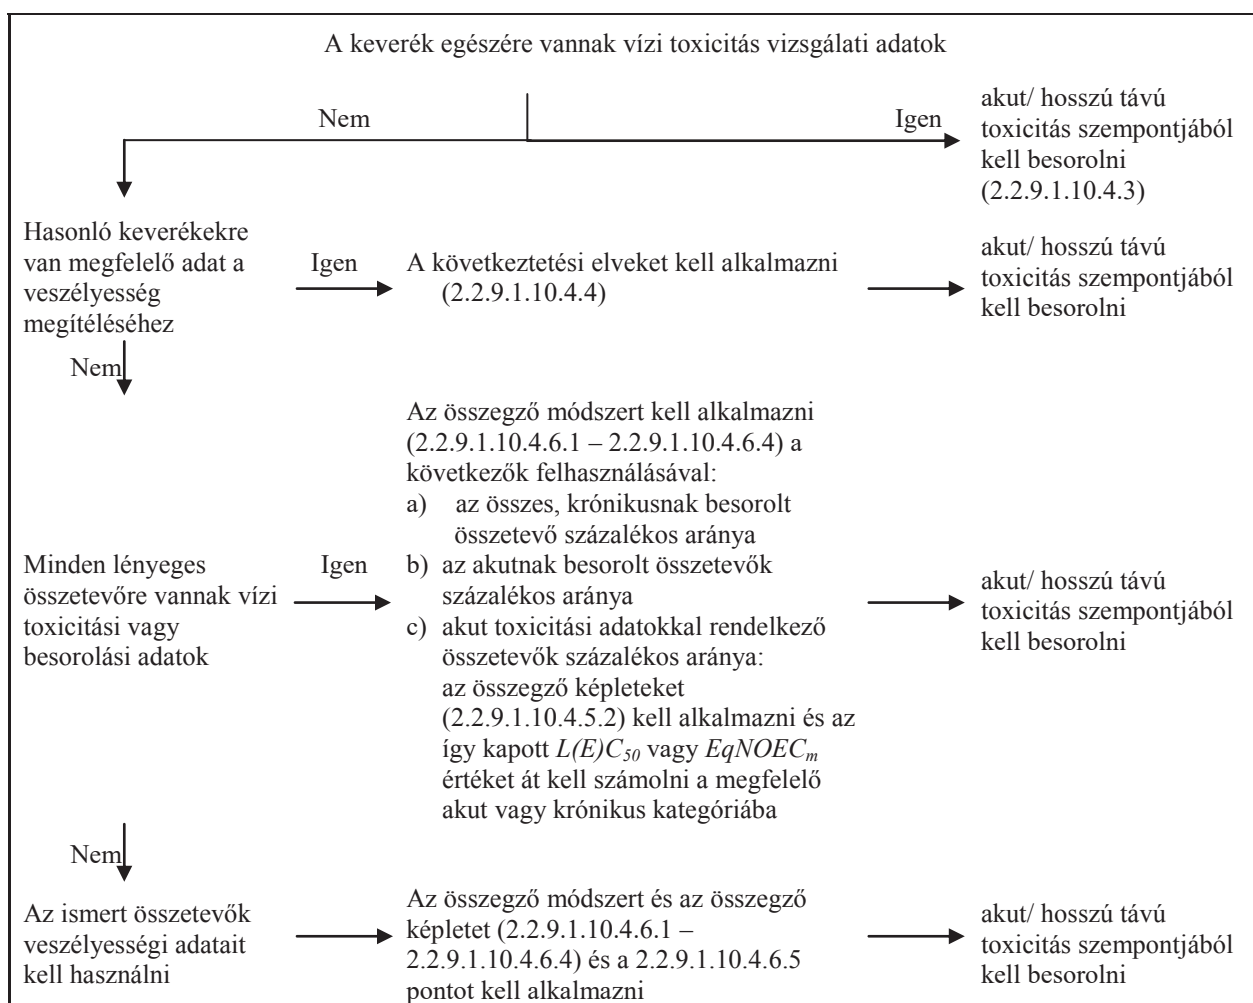 A keverék egészére vannak vízi toxicitás vizsgálati adatok
Nem
Igen
akut/ hosszú távú
toxicitás szempontjából
kell besorolni
(2.2.9.1.10.4.3)
Hasonló keverékekre
van megfelelő adat a
veszélyesség
megítéléséhez
Igen
A következtetési elveket kell alkalmazni
(2.2.9.1.10.4.4)
akut/ hosszú távú
toxicitás szempontjából
kell besorolni
Nem
Minden lényeges
összetevőre vannak vízi
toxicitási vagy
besorolási adatok
Igen
Az összegző módszert kell alkalmazni
(2.2.9.1.10.4.6.1 – 2.2.9.1.10.4.6.4) a
következők felhasználásával:
a) az összes, krónikusnak besorolt
összetevő százalékos aránya
b) az akutnak besorolt összetevők
százalékos aránya
c) akut toxicitási adatokkal rendelkező
összetevők százalékos aránya:
az összegző képleteket
(2.2.9.1.10.4.5.2) kell alkalmazni és az
így kapott L(E)C50 vagy EqNOECm
értéket át kell számolni a megfelelő
akut vagy krónikus kategóriába
akut/ hosszú távú
toxicitás szempontjából
kell besorolni
Nem
Az ismert összetevők
veszélyességi adatait
kell használni
Az összegző módszert és az összegző
képletet (2.2.9.1.10.4.6.1 –
2.2.9.1.10.4.6.4) és a 2.2.9.1.10.4.6.5
pontot kell alkalmazni
akut/ hosszú távú
toxicitás szempontjából
kell besorolni